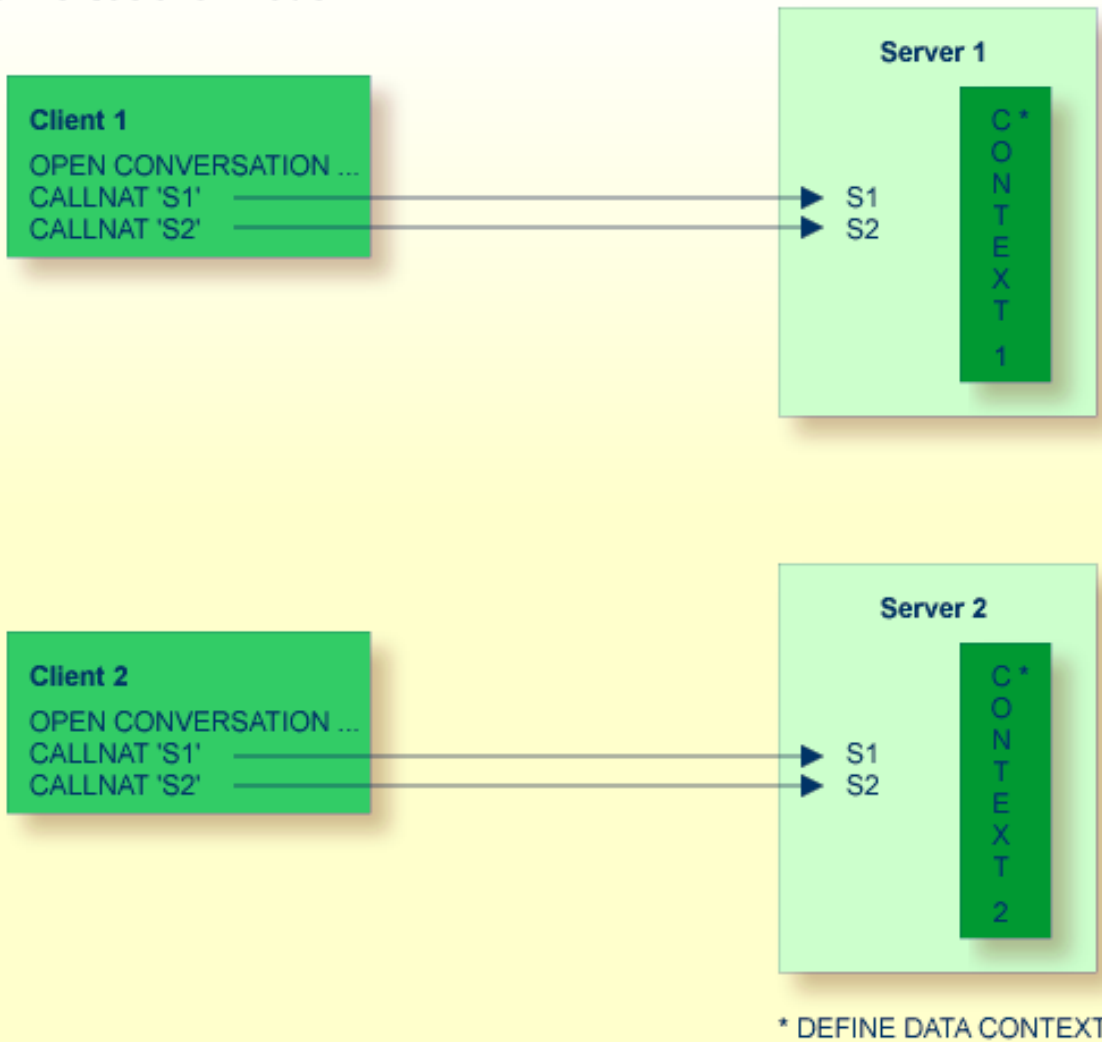 Server 1
Client 1
C *
O
N
T
E
X
T
1
OPEN CONVERSATION ...
CALLNAT 'S1'
S1
CALLNAT 'S2'
S2
Server 2
Client 2
C *
O
N
T
E
X
T
2
OPEN CONVERSATION ...
CALLNAT 'S1'
S1
CALLNAT 'S2'
S2
* DEFINE DATA CONTEXT